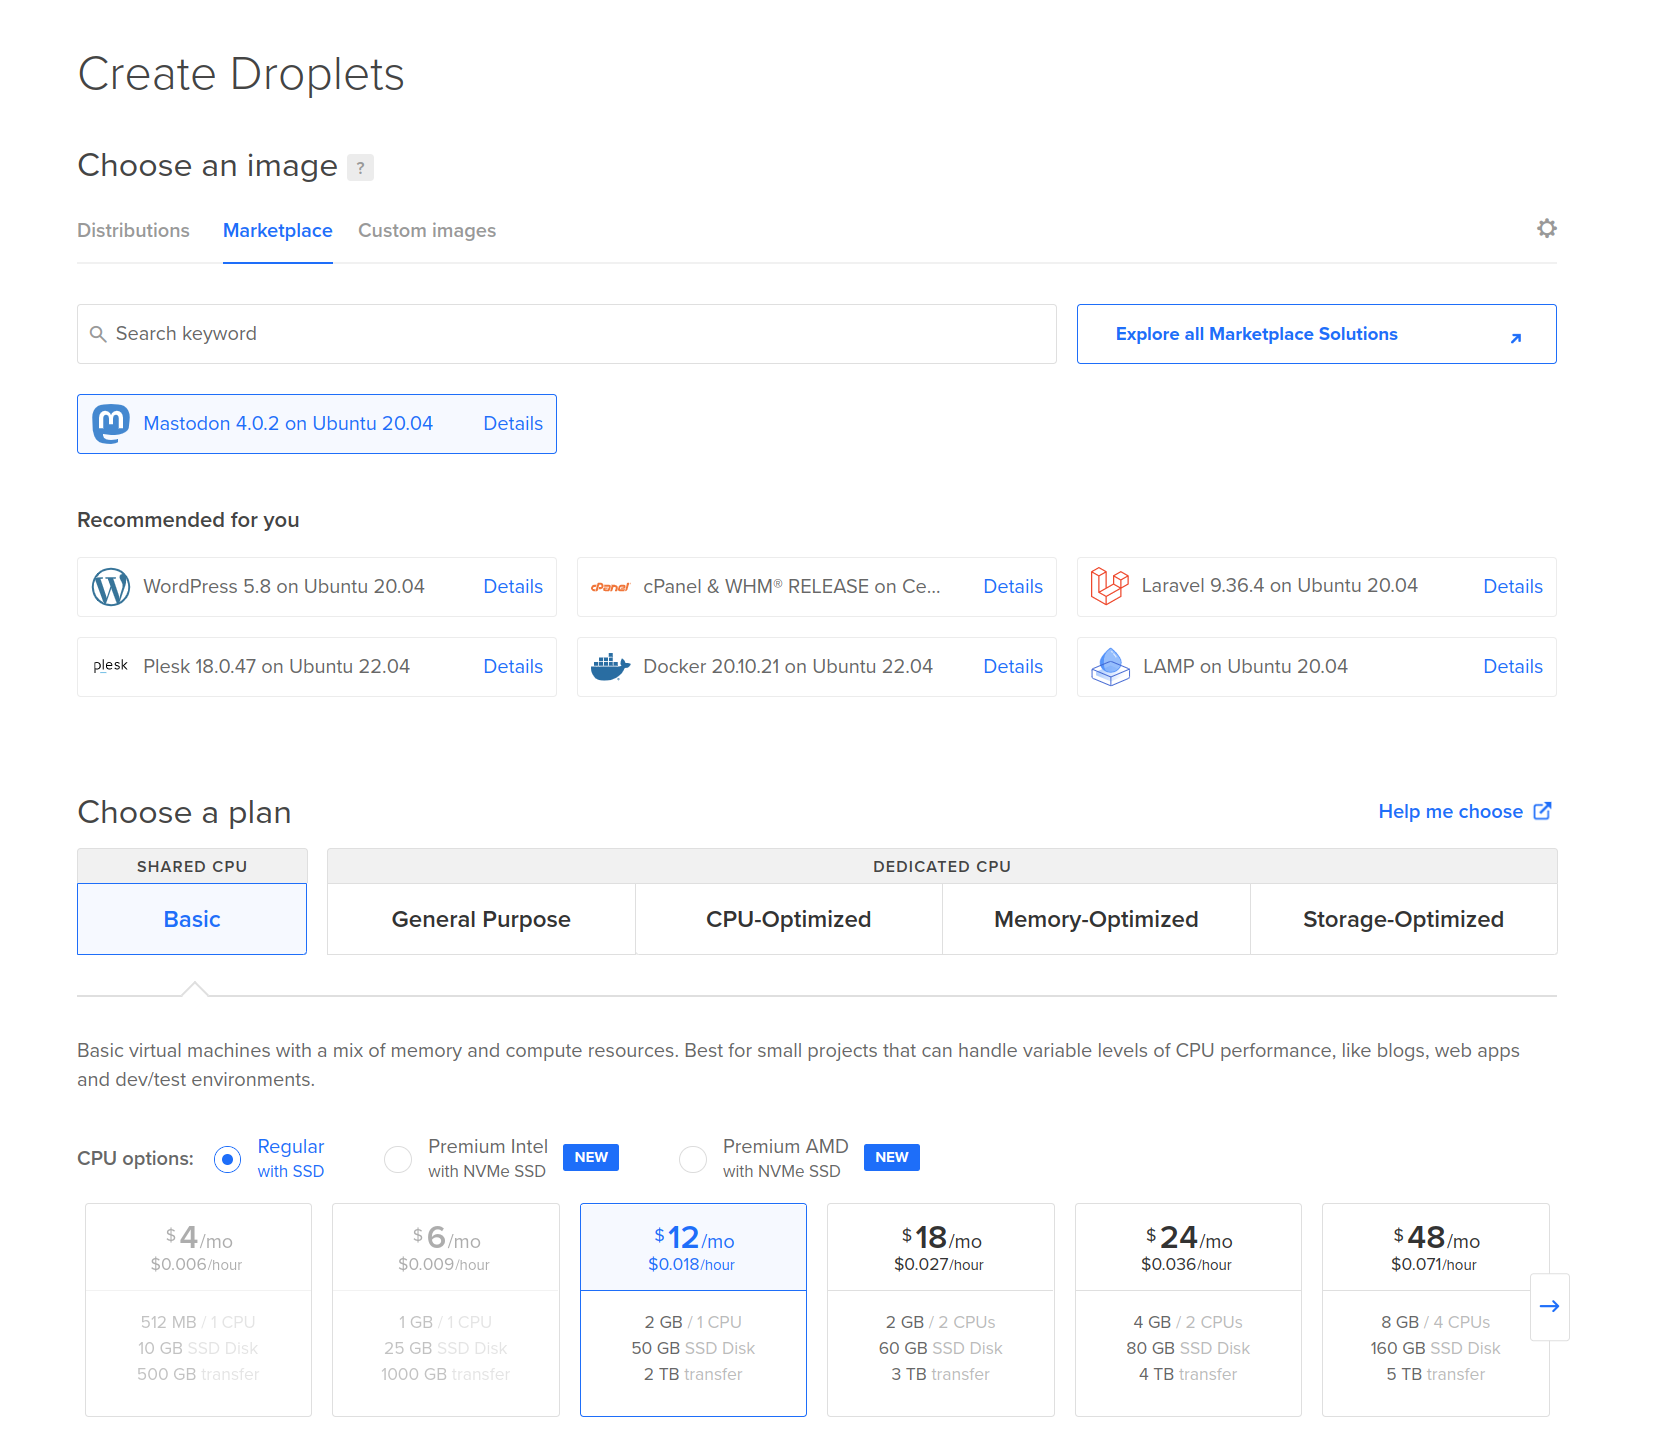 Create Droplets
Choose an image ?
Distributions Marketplace Custom images
Search keyword
Explore all Marketplace Solutions
Mastodon 4.0.2 on Ubuntu 20.04 Details
Recommended for you
WordPress 5.8 on Ubuntu 20.04 Details
cPanel cPanel & WHM® RELEASE on Ce... Details
Laravel 9.36.4 on Ubuntu 20.04 Details
plesk Plesk 18.0.47 on Ubuntu 22.04 Details
Docker 20.10.21 on Ubuntu 22.04 Details
LAMP on Ubuntu 20.04 Details
Choose a plan
Help me choose
SHARED CPU
DEDICATED CPU
Basic
General Purpose
CPU-Optimized
Memory-Optimized
Storage-Optimized
Basic virtual machines with a mix of memory and compute resources. Best for small projects that can handle variable levels of CPU performance, like blogs, web apps
and dev/test environments.
CPU options:
Regular
with SSD
Premium Intel
with NVMe SSD
NEW
Premium AMD
with NVMe SSD
NEW
$4/mo
$0.006/hour
512 MB / 1 CPU
10 GB SSD Disk
500 GB transfer
$6/mo
$0.009/hour
1 GB / 1 CPU
25 GB SSD Disk
1000 GB transfer
$12/mo
$0.018/hour
2 GB / 1 CPU
50 GB SSD Disk
2 TB transfer
$18/mo
$0.027/hour
2 GB / 2 CPUs
60 GB SSD Disk
3 TB transfer
$24/mo
$0.036/hour
4 GB / 2 CPUs
80 GB SSD Disk
4 TB transfer
$48/mo
$0.071/hour
8 GB / 4 CPUs
160 GB SSD Disk
5 TB transfer